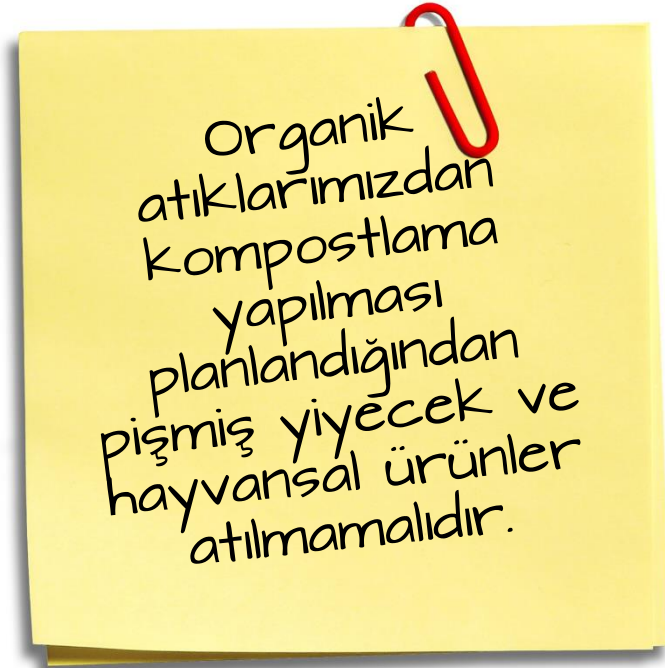 Organik
atıklarımızdan
kompostlama
yapılması
planlandığından
pişmiş yiyecek ve
hayvansal ürünler
atılmamalıdır.